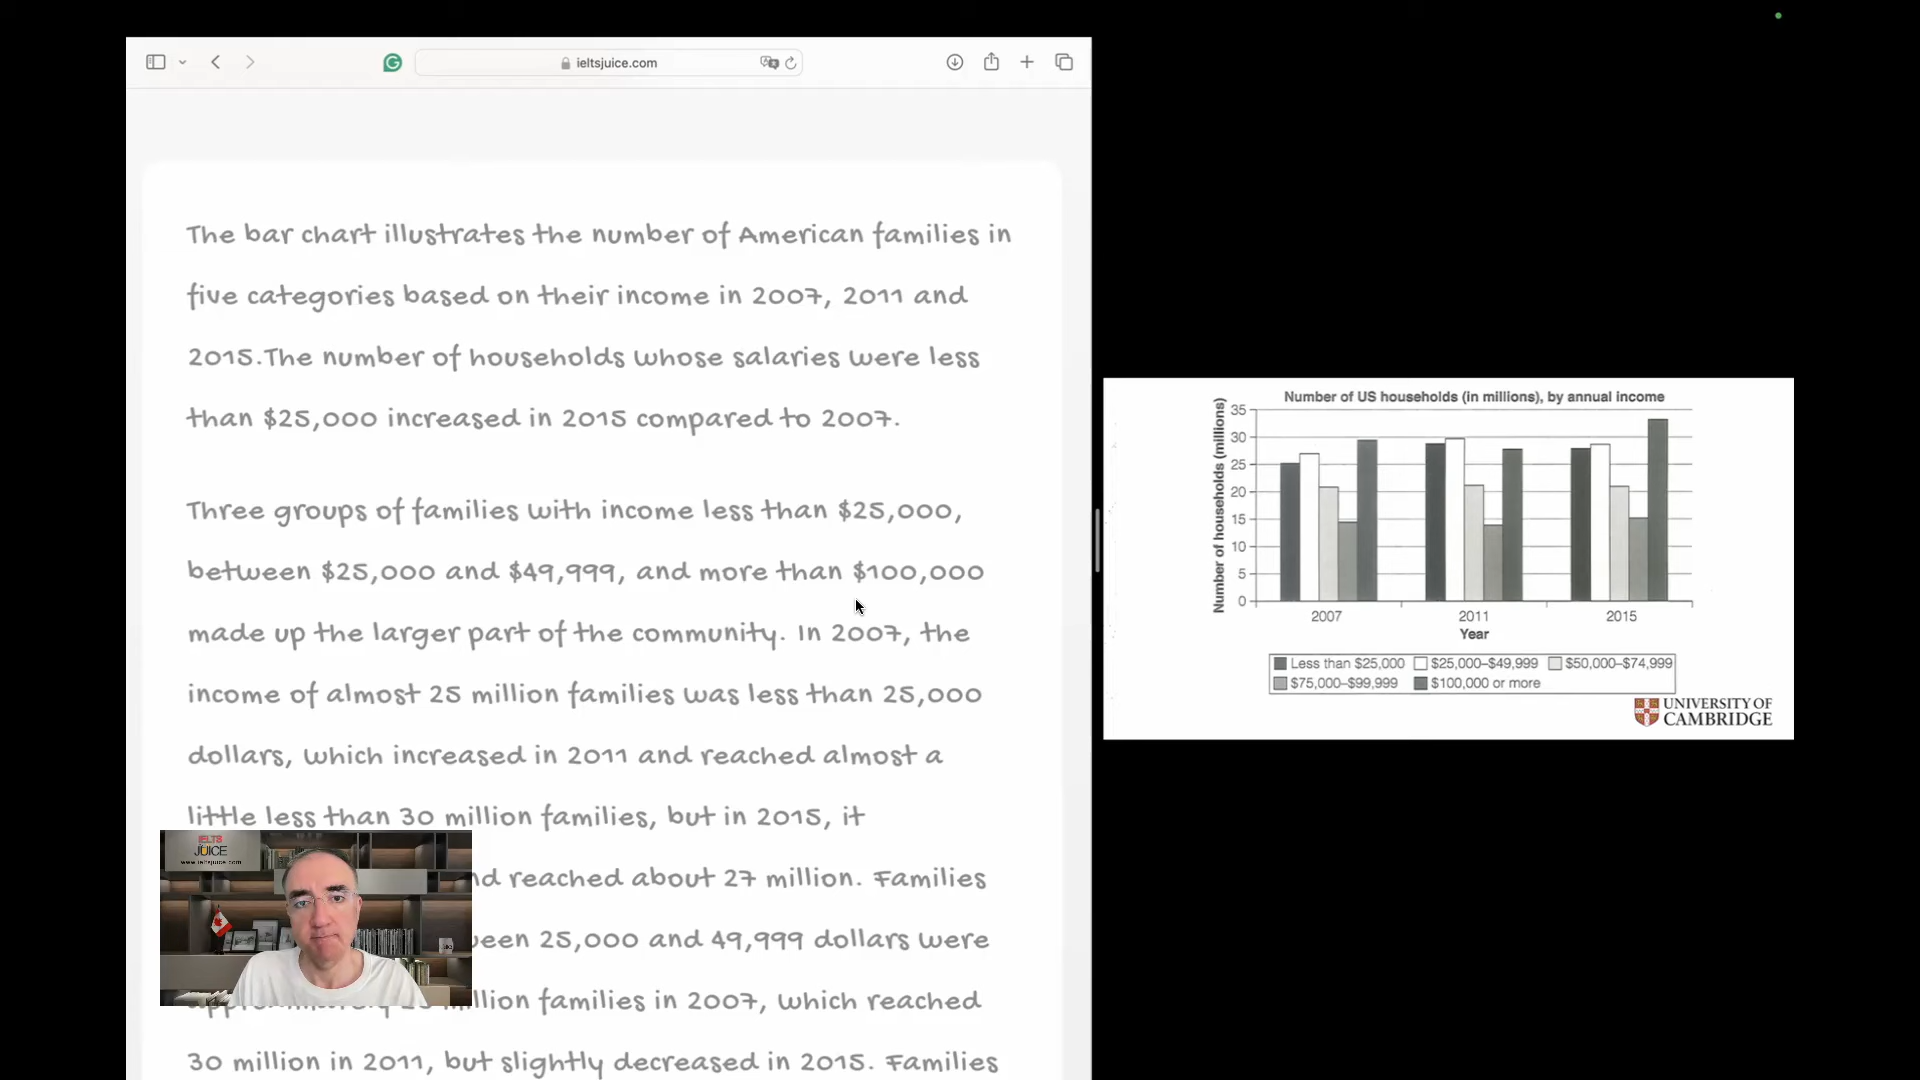 ieltsjuice.com
The bar chart illustrates the number of American families in
five categories based on their income in 2007, 2011 and
2015.The number of households whose salaries were less
than $25,000 increased in 2015 compared to 2007.
Three groups of families with income less than $25,000,
between $25,000 and $49,999, and more than $100,000
made up the larger part of the community. In 2007, the
income of almost 25 million families was less than 25,000
dollars, which increased in 2011 and reached almost a
little less than 30 million families, but in 2015, it
nd reached about 27 million. Families
een 25,000 and 49,999 dollars were
llion families in 2007, which reached
30 million in 2011, but slightly decreased in 2015. Families
IELTS
JUICE
www.ieltsjuice.com
Number of US households (in millions), by annual income
Number of households (millions)
35
30
25
20
15
10
5
0
2007 2011 2015
Year
Less than $25,000 $25,000–$49,999 $50,000–$74,999
$75,000–$99,999 $100,000 or more
UNIVERSITY OF
CAMBRIDGE